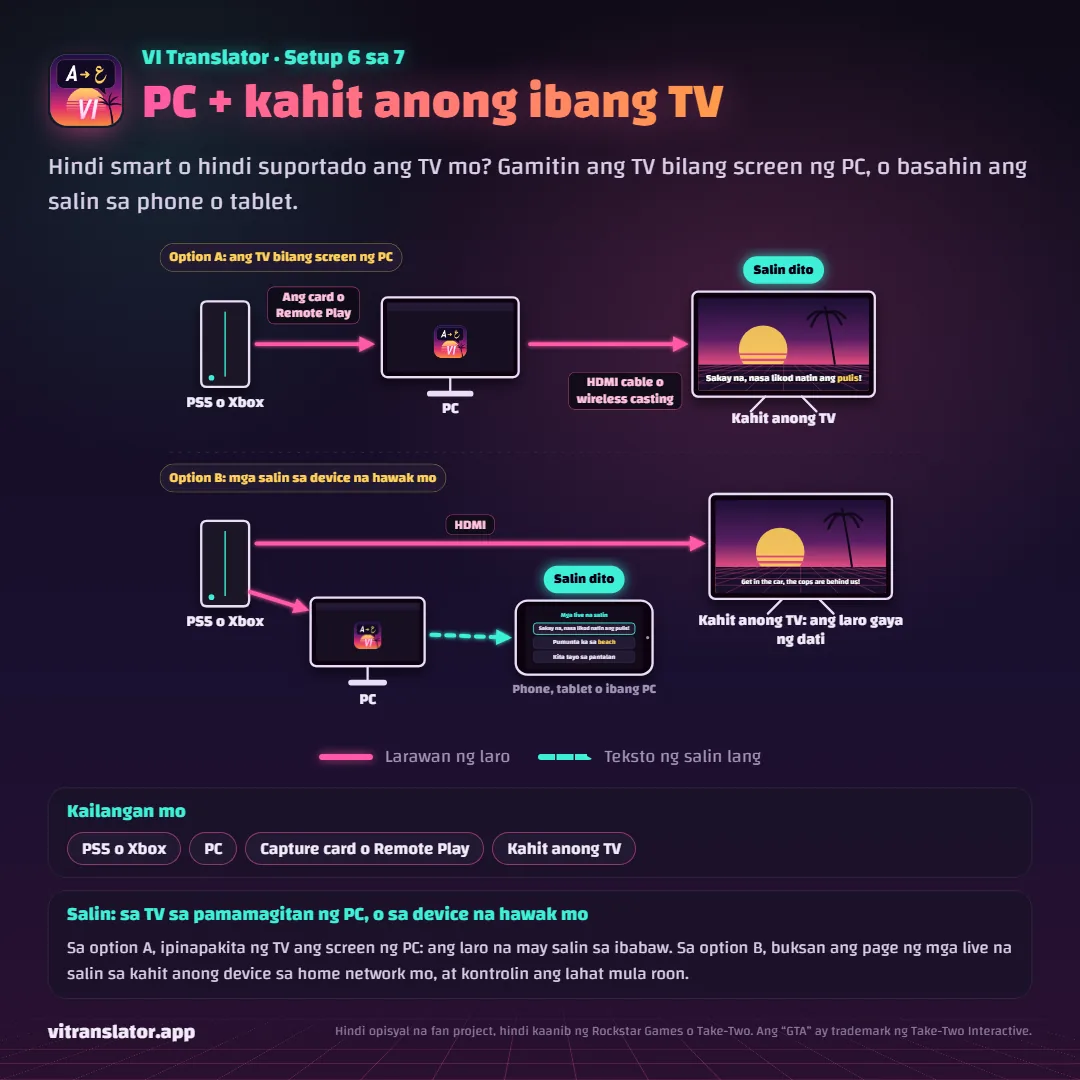 A→ع
VI
VI Translator · Setup 6 sa 7
PC + kahit anong ibang TV
Hindi smart o hindi suportado ang TV mo? Gamitin ang TV bilang screen ng PC, o basahin ang
salin sa phone o tablet.
Option A: ang TV bilang screen ng PC
Salin dito
Ang card o
Remote Play
A→ع
VI
Sakay na, nasa likod natin ang pulis!
HDMI cable o
wireless casting
PS5 o Xbox
PC
Kahit anong TV
Option B: mga salin sa device na hawak mo
HDMI
Salin dito
Get in the car, the cops are behind us!
PS5 o Xbox
Kahit anong TV: ang laro gaya
ng dati
A→ع
VI
Mga live na salin
Sakay na, nasa likod natin ang pulis!
Pumunta ka sa beach
Kita tayo sa pantalan
Phone, tablet o ibang PC
PC
Larawan ng laro
Teksto ng salin lang
Kailangan mo
PS5 o Xbox
PC
Capture card o Remote Play
Kahit anong TV
Salin: sa TV sa pamamagitan ng PC, o sa device na hawak mo
Sa option A, ipinapakita ng TV ang screen ng PC: ang laro na may salin sa ibabaw. Sa option B, buksan ang page ng mga live na
salin sa kahit anong device sa home network mo, at kontrolin ang lahat mula roon.
vitranslator.app
Hindi opisyal na fan project, hindi kaanib ng Rockstar Games o Take-Two. Ang “GTA” ay trademark ng Take-Two Interactive.